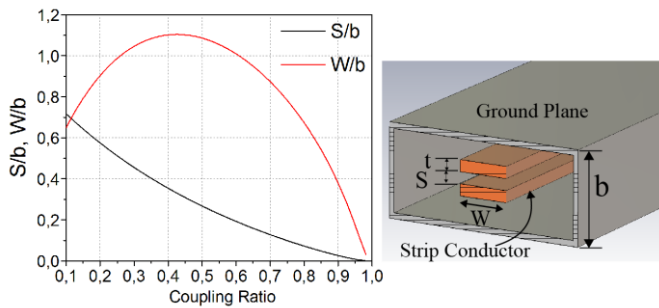 1,2
1,0
0,8
0,6
0,4
0,2
0,0
S/b, W/b
S/b
W/b
0,1 0,2 0,3 0,4 0,5 0,6 0,7 0,8 0,9 1,0
Coupling Ratio
Ground Plane
t
S
b
W
Strip Conductor